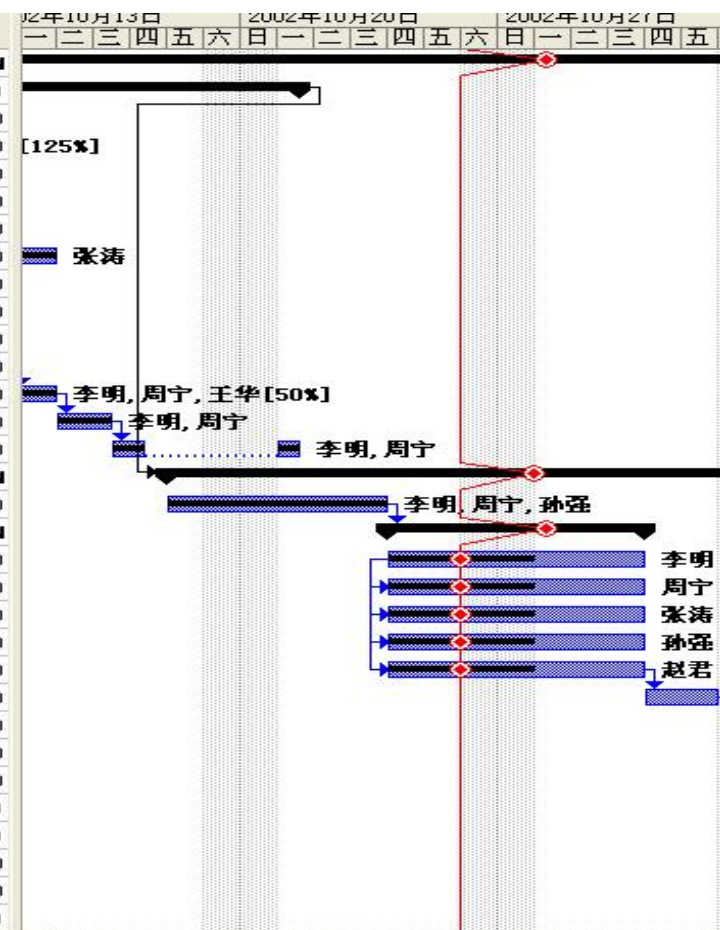 02年10月13日 2002年10月20日 2002年10月27日
一 二 三 四 五 六 日 一 二 三 四 五 六 日 一 二 三 四 五
[125%]
张涛
李明,周宁,王华[50%]
李明,周宁
李明,周宁
李明,周宁,孙强
李明
周宁
张涛
孙强
赵君